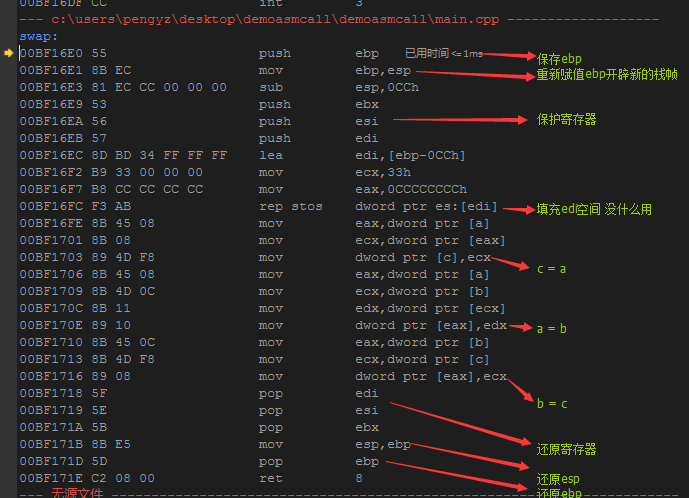 00BF16DF CC int 3
--- c:\users\pengyz\desktop\demoasmcall\demoasmcall\main.cpp -------------------
swap:
00BF16E0 55 push ebp 已用时间 <= 1ms 保存ebp
00BF16E1 8B EC mov ebp,esp 重新赋值ebp开辟新的栈帧
00BF16E3 81 EC CC 00 00 00 sub esp,0CCh
00BF16E9 53 push ebx
00BF16EA 56 push esi 保护寄存器
00BF16EB 57 push edi
00BF16EC 8D BD 34 FF FF FF lea edi,[ebp-0CCh]
00BF16F2 B9 33 00 00 00 mov ecx,33h
00BF16F7 B8 CC CC CC CC mov eax,0CCCCCCCCh
00BF16FC F3 AB rep stos dword ptr es:[edi] 填充edi空间 没什么用
00BF16FE 8B 45 08 mov eax,dword ptr [a]
00BF1701 8B 08 mov ecx,dword ptr [eax]
00BF1703 89 4D F8 mov dword ptr [c],ecx c = a
00BF1706 8B 45 08 mov eax,dword ptr [a]
00BF1709 8B 4D 0C mov ecx,dword ptr [b]
00BF170C 8B 11 mov edx,dword ptr [ecx]
00BF170E 89 10 mov dword ptr [eax],edx a = b
00BF1710 8B 45 0C mov eax,dword ptr [b]
00BF1713 8B 4D F8 mov ecx,dword ptr [c]
00BF1716 89 08 mov dword ptr [eax],ecx b = c
00BF1718 5F pop edi
00BF1719 5E pop esi
00BF171A 5B pop ebx 还原寄存器
00BF171B 8B E5 mov esp,ebp 还原esp
00BF171D 5D pop ebp 还原ebp
00BF171E C2 08 00 ret 8
--- 无源文件 -----------------------------------------------------------------------